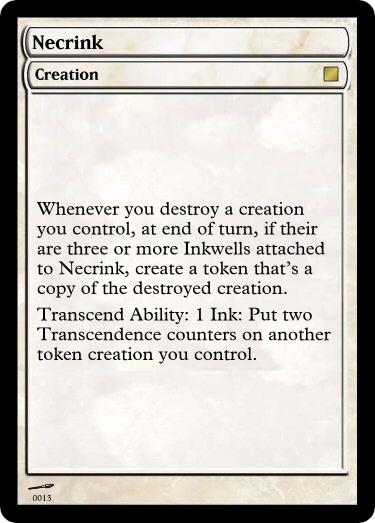 Necrink
Creation
Whenever you destroy a creation
you control, at end of turn, if their
are three or more Inkwells attached
to Necrink, create a token that's a
copy of the destroyed creation.
Transcend Ability: 1 Ink: Put two
Transcendence counters on another
token creation you control.
0013